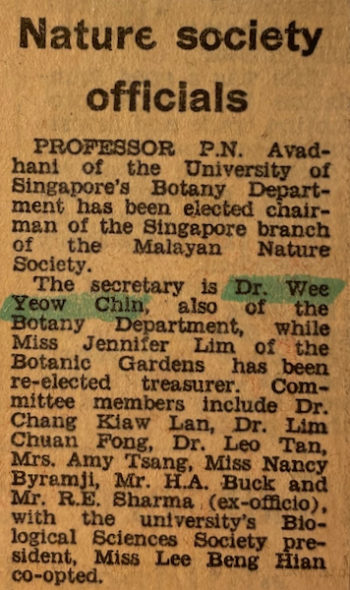 Nature society
officials
PROFESSOR P.N. Avad-
hani of the University of
Singapore's Botany Depart-
ment has been elected chair-
man of the Singapore branch
of the Malayan Nature
Society.
The secretary is Dr. Wee
Yeow Chin, also of the
Botany Department, while
Miss Jennifer Lim of the
Botanic Gardens has been
re-elected treasurer. Com-
mittee members include Dr.
Chang Kiaw Lan, Dr. Lim
Chuan Fong, Dr. Leo Tan,
Mrs. Amy Tsang, Miss Nancy
Byramji, Mr. H.A. Buck and
Mr. R.E. Sharma (ex-officio),
with the university's Bio-
logical Sciences Society pre-
sident, Miss Lee Beng Hian
co-opted.